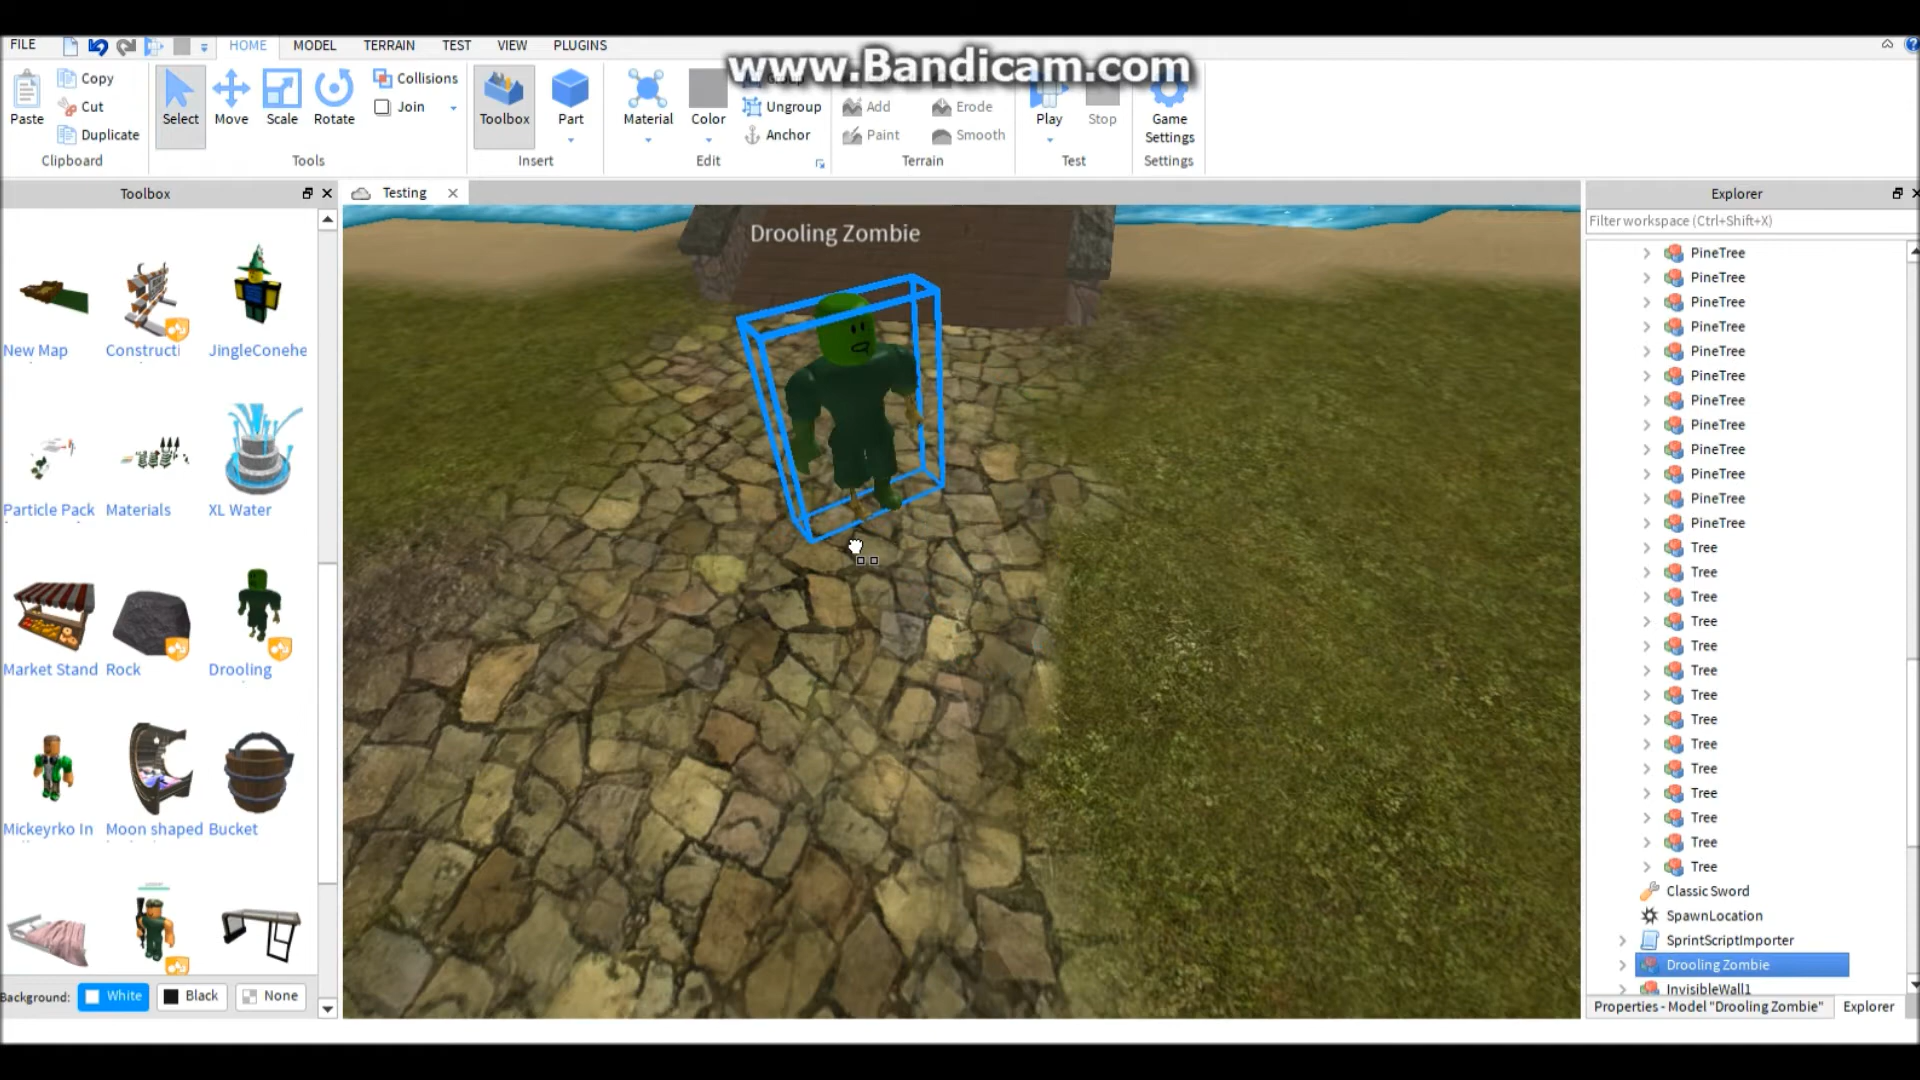 FILE HOME MODEL TERRAIN TEST VIEW PLUGINS
www.Bandicam.com
Copy Collisions
Cut Join Ungroup Add Erode
Paste Select Move Scale Rotate Toolbox Part Material Color Play Stop Game Settings
Duplicate Anchor Paint Smooth
Clipboard Tools Insert Edit Terrain Test Settings
Toolbox
Testing
Explorer
Filter workspace (Ctrl+Shift+X)
Drooling Zombie
New Map Constructi JingleConehe
Particle Pack Materials XL Water
Market Stand Rock Drooling
Mickeyrko In Moon shaped Bucket
Background: White Black None
PineTree
PineTree
PineTree
PineTree
PineTree
PineTree
PineTree
PineTree
PineTree
PineTree
PineTree
PineTree
Tree
Tree
Tree
Tree
Tree
Tree
Tree
Tree
Tree
Tree
Tree
Tree
Tree
Tree
Classic Sword
SpawnLocation
SprintScriptImporter
Drooling Zombie
InvisibleWall1
Properties - Model "Drooling Zombie" Explorer